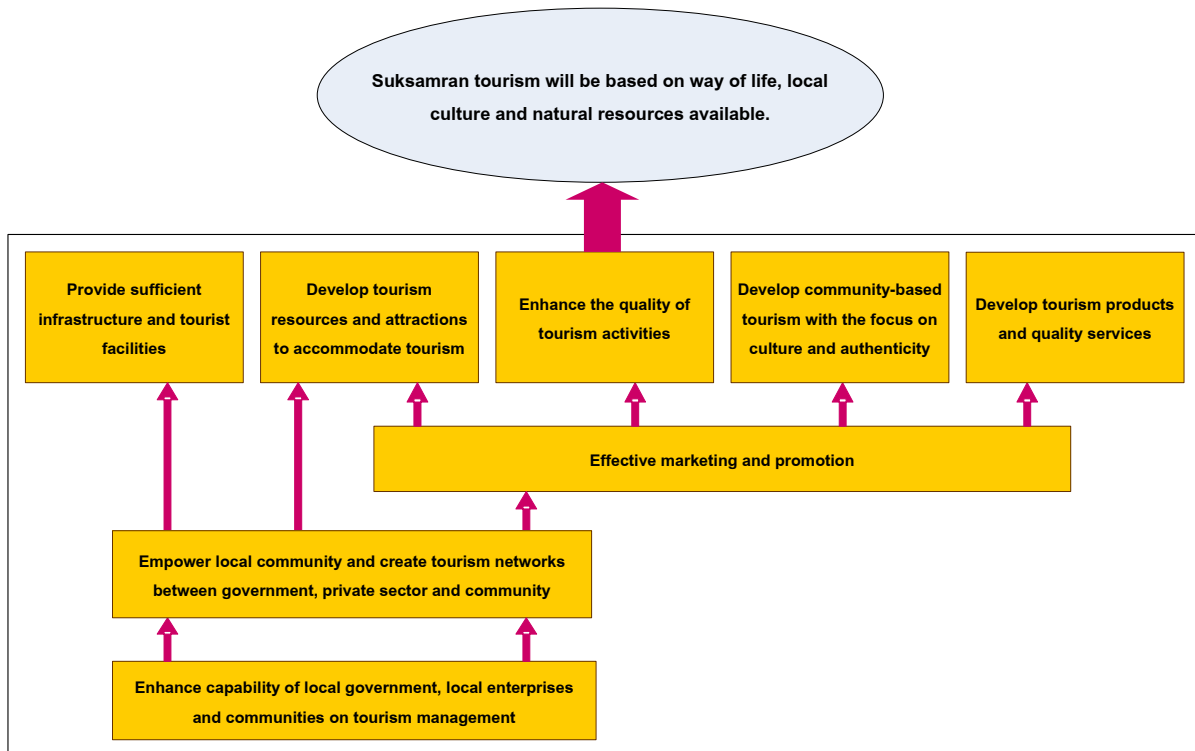 Suksamran tourism will be based on way of life, local
culture and natural resources available.
Provide sufficient
infrastructure and tourist
facilities
Develop tourism
resources and attractions
to accommodate tourism
Enhance the quality of
tourism activities
Develop community-based
tourism with the focus on
culture and authenticity
Develop tourism products
and quality services
Effective marketing and promotion
Empower local community and create tourism networks
between government, private sector and community
Enhance capability of local government, local enterprises
and communities on tourism management